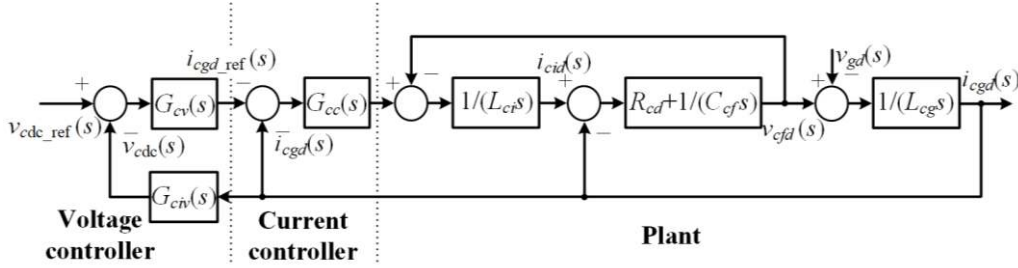 i_cgd_ref(s)
i_cid(s)
v_gd(s)
i_cgd(s)
+ − + − + + −
G_cv(s) − G_cc(s) 1/(L_ci s) R_cd+1/(C_cf s) 1/(L_cg s)
v_cdc_ref(s) − v_cdc(s) − i_cgd(s) − v_cfd(s)
G_civ(s)
Voltage controller
Current controller
Plant